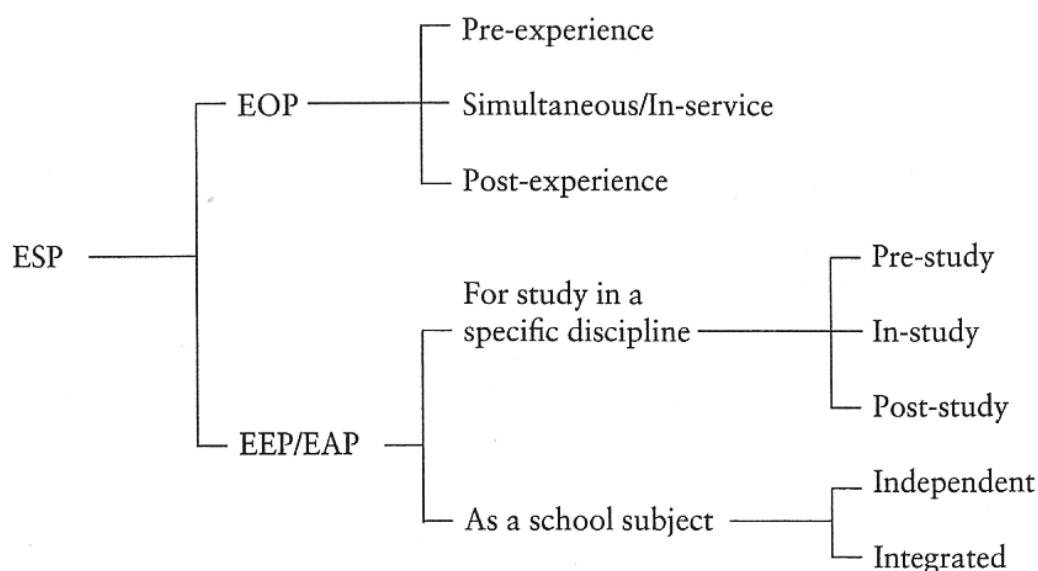 Pre-experience
EOP
Simultaneous/In-service
Post-experience
ESP
Pre-study
For study in a
specific discipline
In-study
Post-study
EEP/EAP
Independent
As a school subject
Integrated